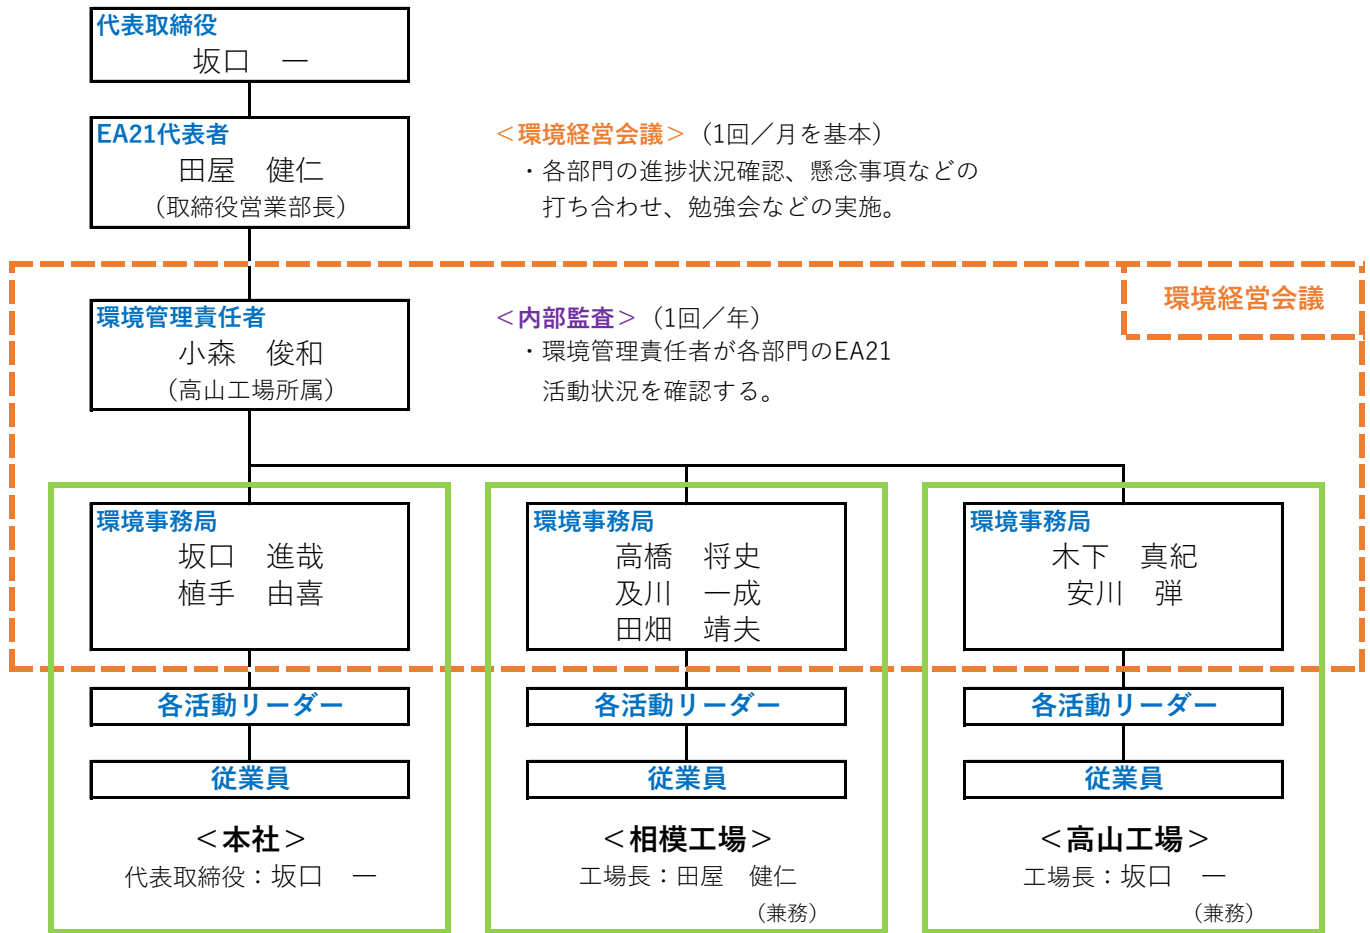 代表取締役
坂口　一
EA21代表者
田屋　健仁
（取締役営業部長）
＜環境経営会議＞（1回／月を基本）
・各部門の進捗状況確認、懸念事項などの
打ち合わせ、勉強会などの実施。
環境経営会議
環境管理責任者
小森　俊和
（高山工場所属）
＜内部監査＞（1回／年）
・環境管理責任者が各部門のEA21
活動状況を確認する。
環境事務局
坂口　進哉
植手　由喜
各活動リーダー
従業員
＜本社＞
代表取締役：坂口　一
環境事務局
高橋　将史
及川　一成
田畑　靖夫
各活動リーダー
従業員
＜相模工場＞
工場長：田屋　健仁
（兼務）
環境事務局
木下　真紀
安川　弾
各活動リーダー
従業員
＜高山工場＞
工場長：坂口　一
（兼務）